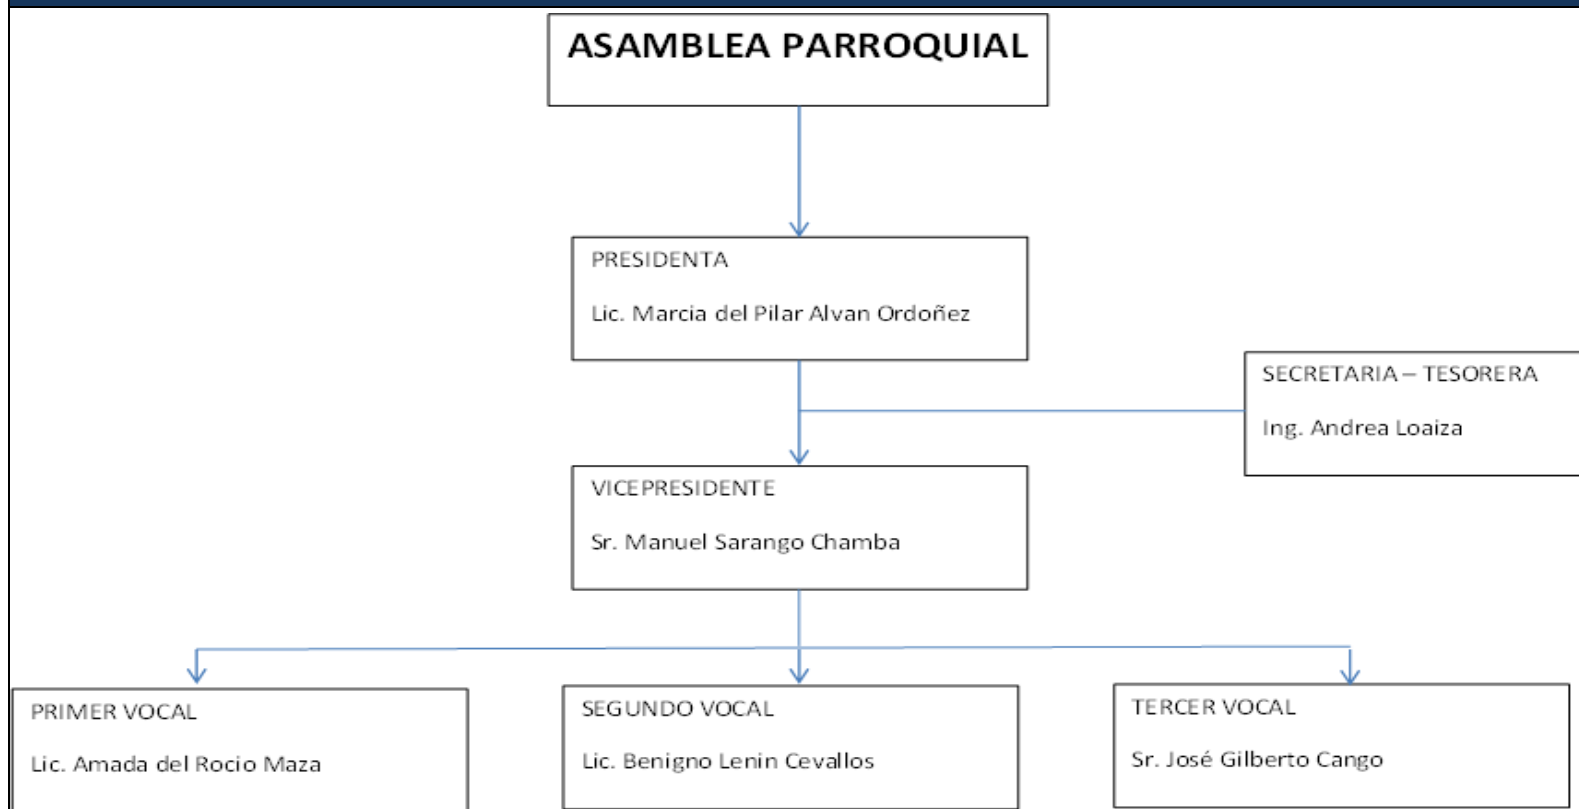 ASAMBLEA PARROQUIAL
PRESIDENTA
Lic. Marcia del Pilar Alvan Ordoñez
SECRETARIA – TESORERA
Ing. Andrea Loaiza
VICEPRESIDENTE
Sr. Manuel Sarango Chamba
PRIMER VOCAL
Lic. Amada del Rocio Maza
SEGUNDO VOCAL
Lic. Benigno Lenin Cevallos
TERCER VOCAL
Sr. José Gilberto Cango